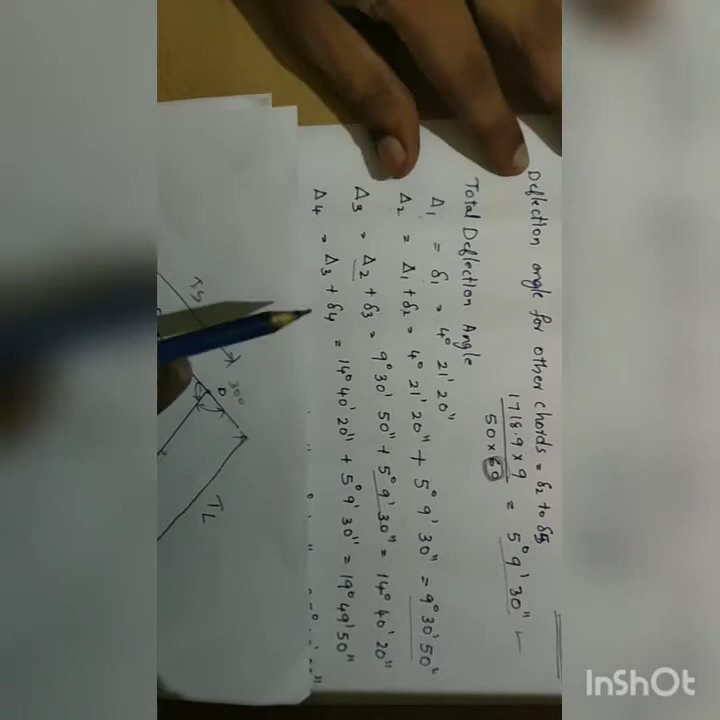 Deflection angle for other chords = δ2 to δ5
1718.9 x 9 / 50 x 60 = 5° 9' 30"
Total Deflection Angle
Δ1 = δ1 = 4° 21' 20"
Δ2 = Δ1 + δ2 = 4° 21' 20" + 5° 9' 30" = 9° 30' 50"
Δ3 = Δ2 + δ3 = 9° 30' 50" + 5° 9' 30" = 14° 40' 20"
Δ4 = Δ3 + δ4 = 14° 40' 20" + 5° 9' 30" = 19° 49' 50"
TS
300
D
TL
InShOt